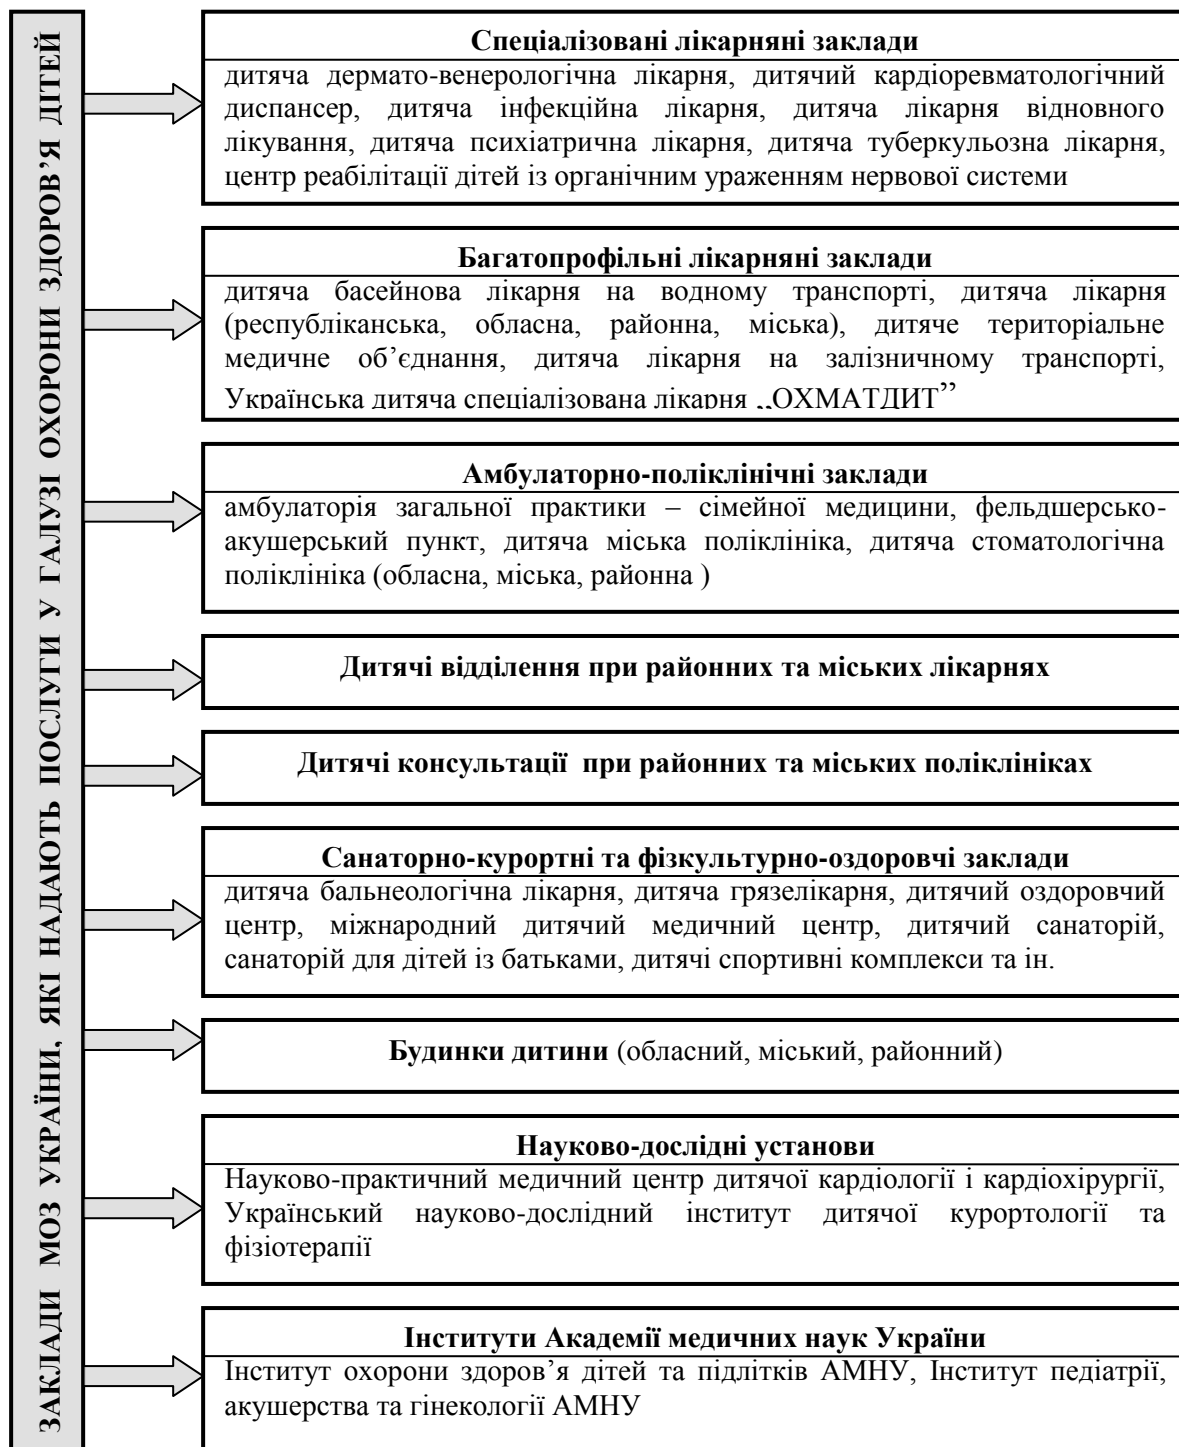 ЗАКЛАДИ МОЗ УКРАЇНИ, ЯКІ НАДАЮТЬ ПОСЛУГИ У ГАЛУЗІ ОХОРОНИ ЗДОРОВ’Я ДІТЕЙ
Спеціалізовані лікарняні заклади
дитяча дермато-венерологічна лікарня, дитячий кардіоревматологічний
диспансер, дитяча інфекційна лікарня, дитяча лікарня відновного
лікування, дитяча психіатрична лікарня, дитяча туберкульозна лікарня,
центр реабілітації дітей із органічним ураженням нервової системи
Багатопрофільні лікарняні заклади
дитяча басейнова лікарня на водному транспорті, дитяча лікарня
(республіканська, обласна, районна, міська), дитяче територіальне
медичне об’єднання, дитяча лікарня на залізничному транспорті,
Українська дитяча спеціалізована лікарня „ОХМАТДИТ”
Амбулаторно-поліклінічні заклади
амбулаторія загальної практики – сімейної медицини, фельдшерсько-
акушерський пункт, дитяча міська поліклініка, дитяча стоматологічна
поліклініка (обласна, міська, районна )
Дитячі відділення при районних та міських лікарнях
Дитячі консультації при районних та міських поліклініках
Санаторно-курортні та фізкультурно-оздоровчі заклади
дитяча бальнеологічна лікарня, дитяча грязелікарня, дитячий оздоровчий
центр, міжнародний дитячий медичний центр, дитячий санаторій,
санаторій для дітей із батьками, дитячі спортивні комплекси та ін.
Будинки дитини (обласний, міський, районний)
Науково-дослідні установи
Науково-практичний медичний центр дитячої кардіології і кардіохірургії,
Український науково-дослідний інститут дитячої курортології та
фізіотерапії
Інститути Академії медичних наук України
Інститут охорони здоров’я дітей та підлітків АМНУ, Інститут педіатрії,
акушерства та гінекології АМНУ